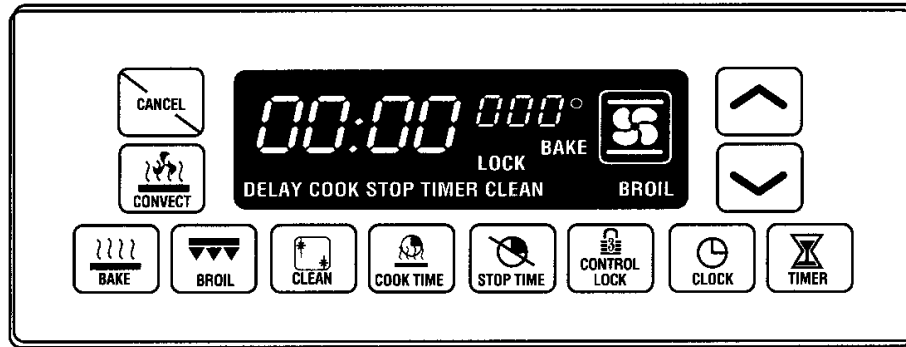 CANCEL
00:00 000°
BAKE
LOCK
DELAY COOK STOP TIMER CLEAN BROIL
CONVECT
BAKE
BROIL
CLEAN
COOK TIME
STOP TIME
3
CONTROL
LOCK
CLOCK
TIMER